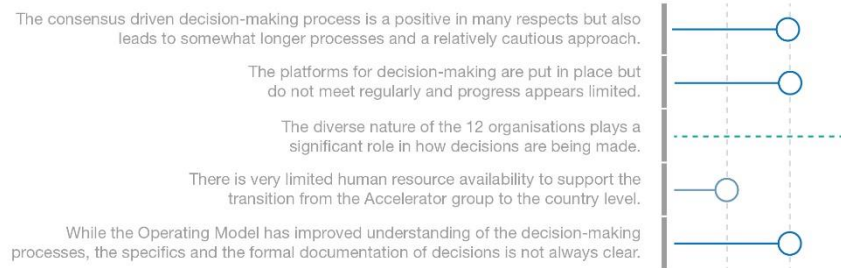 The consensus driven decision-making process is a positive in many respects but also
leads to somewhat longer processes and a relatively cautious approach.
The platforms for decision-making are put in place but
do not meet regularly and progress appears limited.
The diverse nature of the 12 organisations plays a
significant role in how decisions are being made.
There is very limited human resource availability to support the
transition from the Accelerator group to the country level.
While the Operating Model has improved understanding of the decision-making
processes, the specifics and the formal documentation of decisions is not always clear.